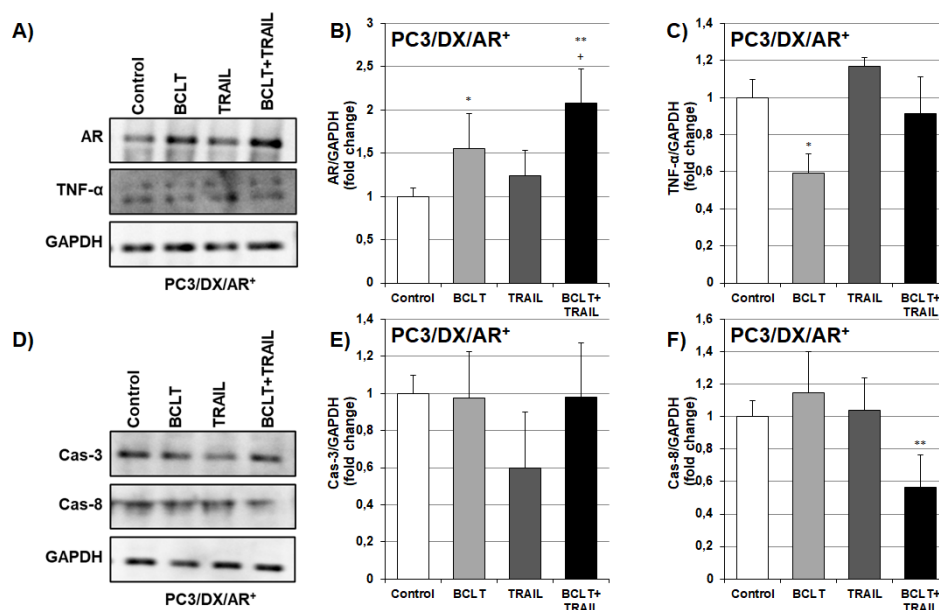 A)
Control
BCLT
TRAIL
BCLT+TRAIL
AR
TNF-α
GAPDH
PC3/DX/AR+
B)
PC3/DX/AR+
AR/GAPDH
(fold change)
3
2,5
2
1,5
1
0,5
0
*
**
+
Control
BCLT
TRAIL
BCLT+
TRAIL
C)
PC3/DX/AR+
TNF-α/GAPDH
(fold change)
1,4
1,2
1
0,8
0,6
0,4
0,2
0
*
Control
BCLT
TRAIL
BCLT+
TRAIL
D)
Control
BCLT
TRAIL
BCLT+TRAIL
Cas-3
Cas-8
GAPDH
PC3/DX/AR+
E)
PC3/DX/AR+
Cas-3/GAPDH
(fold change)
1,4
1,2
1
0,8
0,6
0,4
0,2
0
Control
BCLT
TRAIL
BCLT+
TRAIL
F)
PC3/DX/AR+
Cas-8/GAPDH
(fold change)
1,6
1,4
1,2
1
0,8
0,6
0,4
0,2
0
**
Control
BCLT
TRAIL
BCLT+
TRAIL